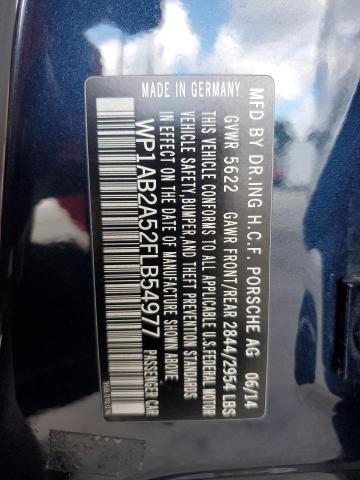 MFD BY DR.ING H.C.F. PORSCHE AG 06/14
GVWR 5622 GAWR FRONT/REAR 2844/2954 LBS
MADE IN GERMANY
THIS VEHICLE CONFORMS TO ALL APPLICABLE U.S.FEDERAL MOTOR
VEHICLE SAFETY,BUMPER,AND THEFT PREVENTION STANDARDS
IN EFFECT ON THE DATE OF MANUFACTURE SHOWN ABOVE
WP1AB2A52FLB54977 PASSENGER CAR